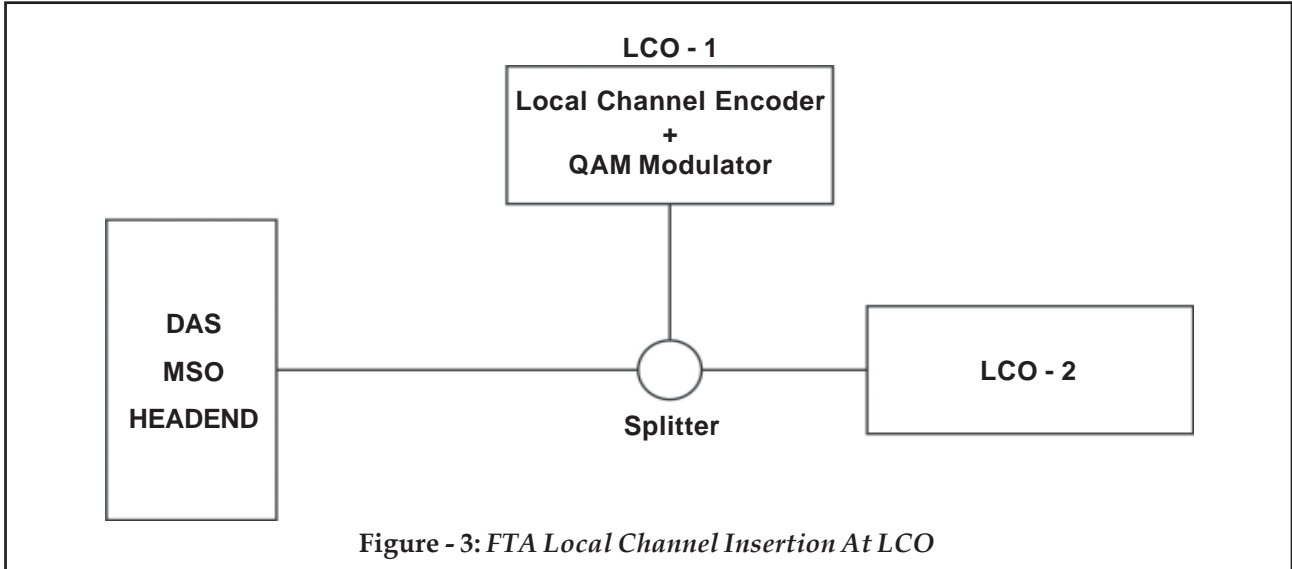 LCO - 1
Local Channel Encoder
+
QAM Modulator
DAS
MSO
HEADEND
Splitter
LCO - 2
Figure - 3: FTA Local Channel Insertion At LCO